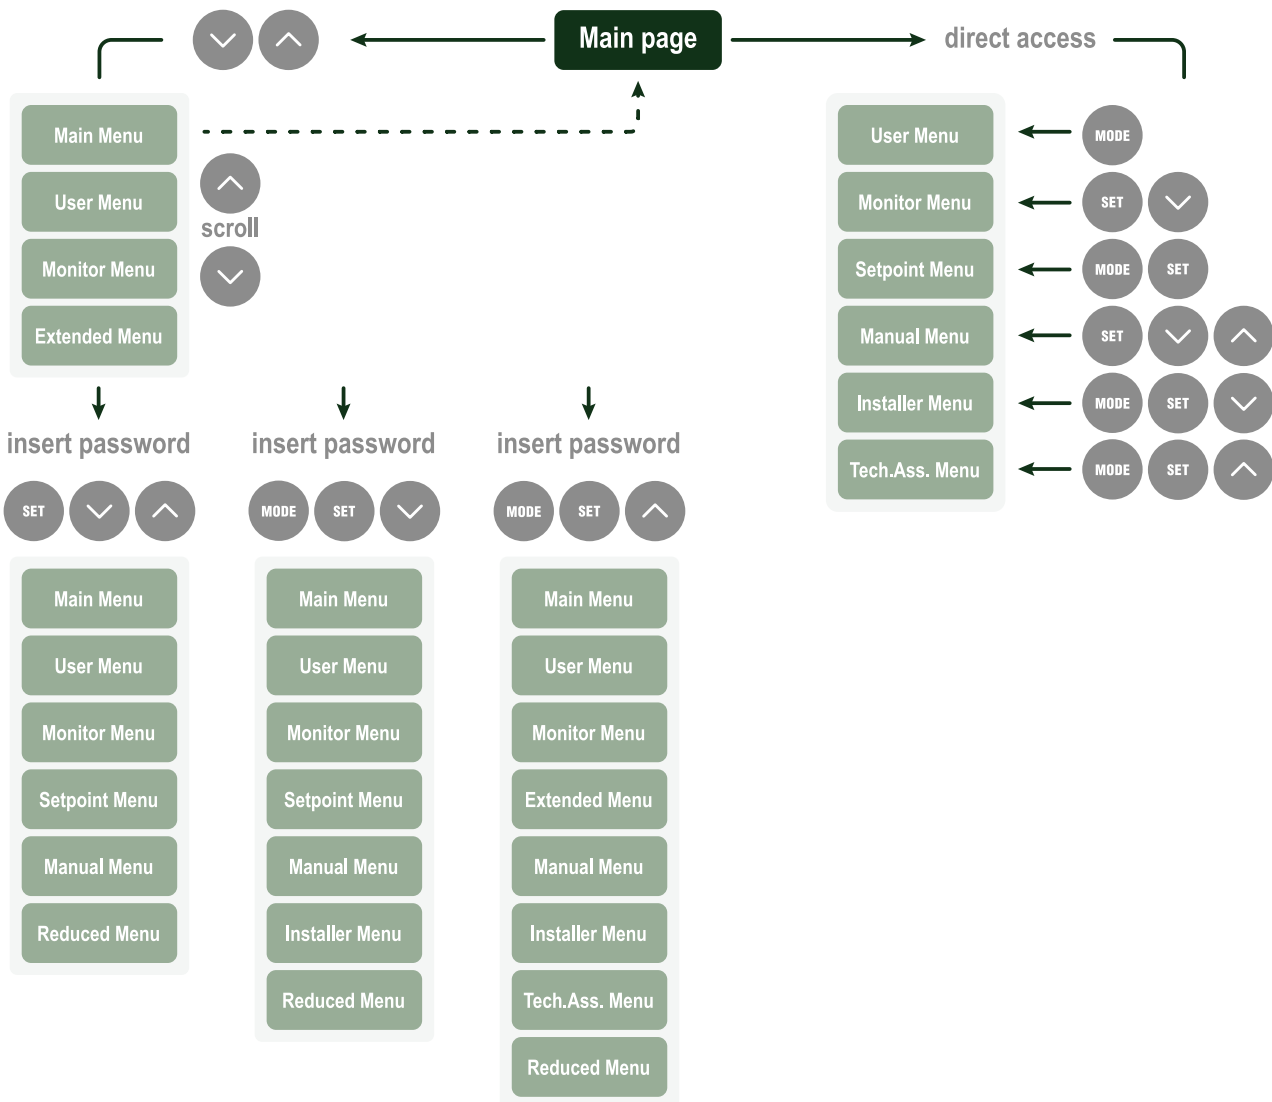 Main page
direct access
Main Menu
User Menu
Monitor Menu
Extended Menu
scroll
User Menu
MODE
Monitor Menu
SET
Setpoint Menu
MODE SET
Manual Menu
SET
Installer Menu
MODE SET
Tech.Ass. Menu
MODE SET
insert password
SET
Main Menu
User Menu
Monitor Menu
Setpoint Menu
Manual Menu
Reduced Menu
insert password
MODE SET
Main Menu
User Menu
Monitor Menu
Setpoint Menu
Manual Menu
Installer Menu
Reduced Menu
insert password
MODE SET
Main Menu
User Menu
Monitor Menu
Extended Menu
Manual Menu
Installer Menu
Tech.Ass. Menu
Reduced Menu